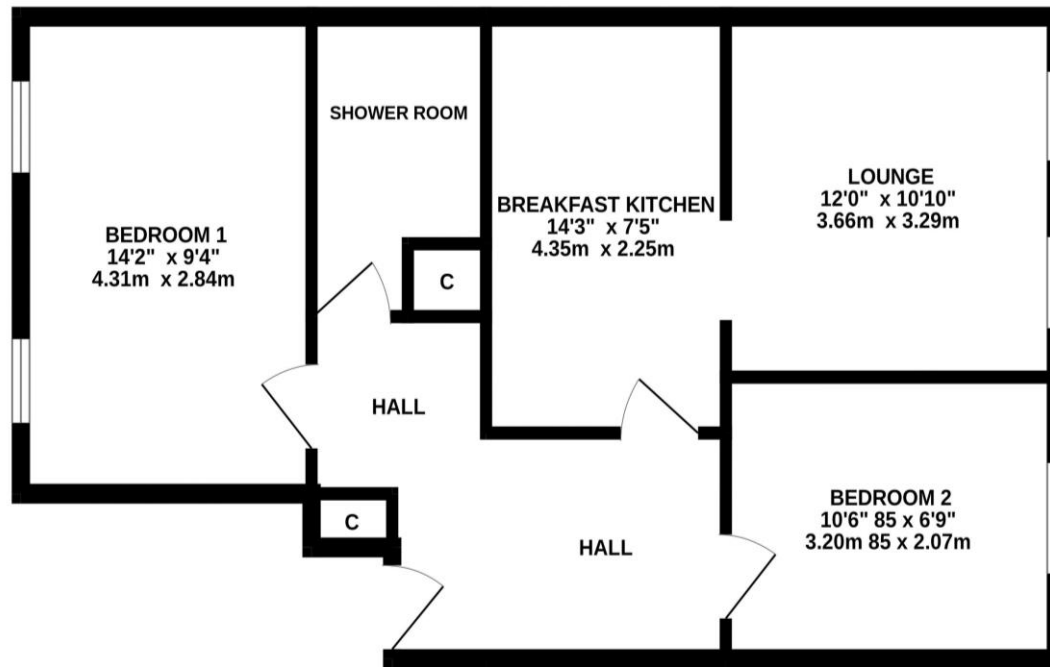 SHOWER ROOM
BEDROOM 1
14'2" x 9'4"
4.31m x 2.84m
BREAKFAST KITCHEN
14'3" x 7'5"
4.35m x 2.25m
LOUNGE
12'0" x 10'10"
3.66m x 3.29m
C
HALL
C
HALL
BEDROOM 2
10'6" 85 x 6'9"
3.20m 85 x 2.07m